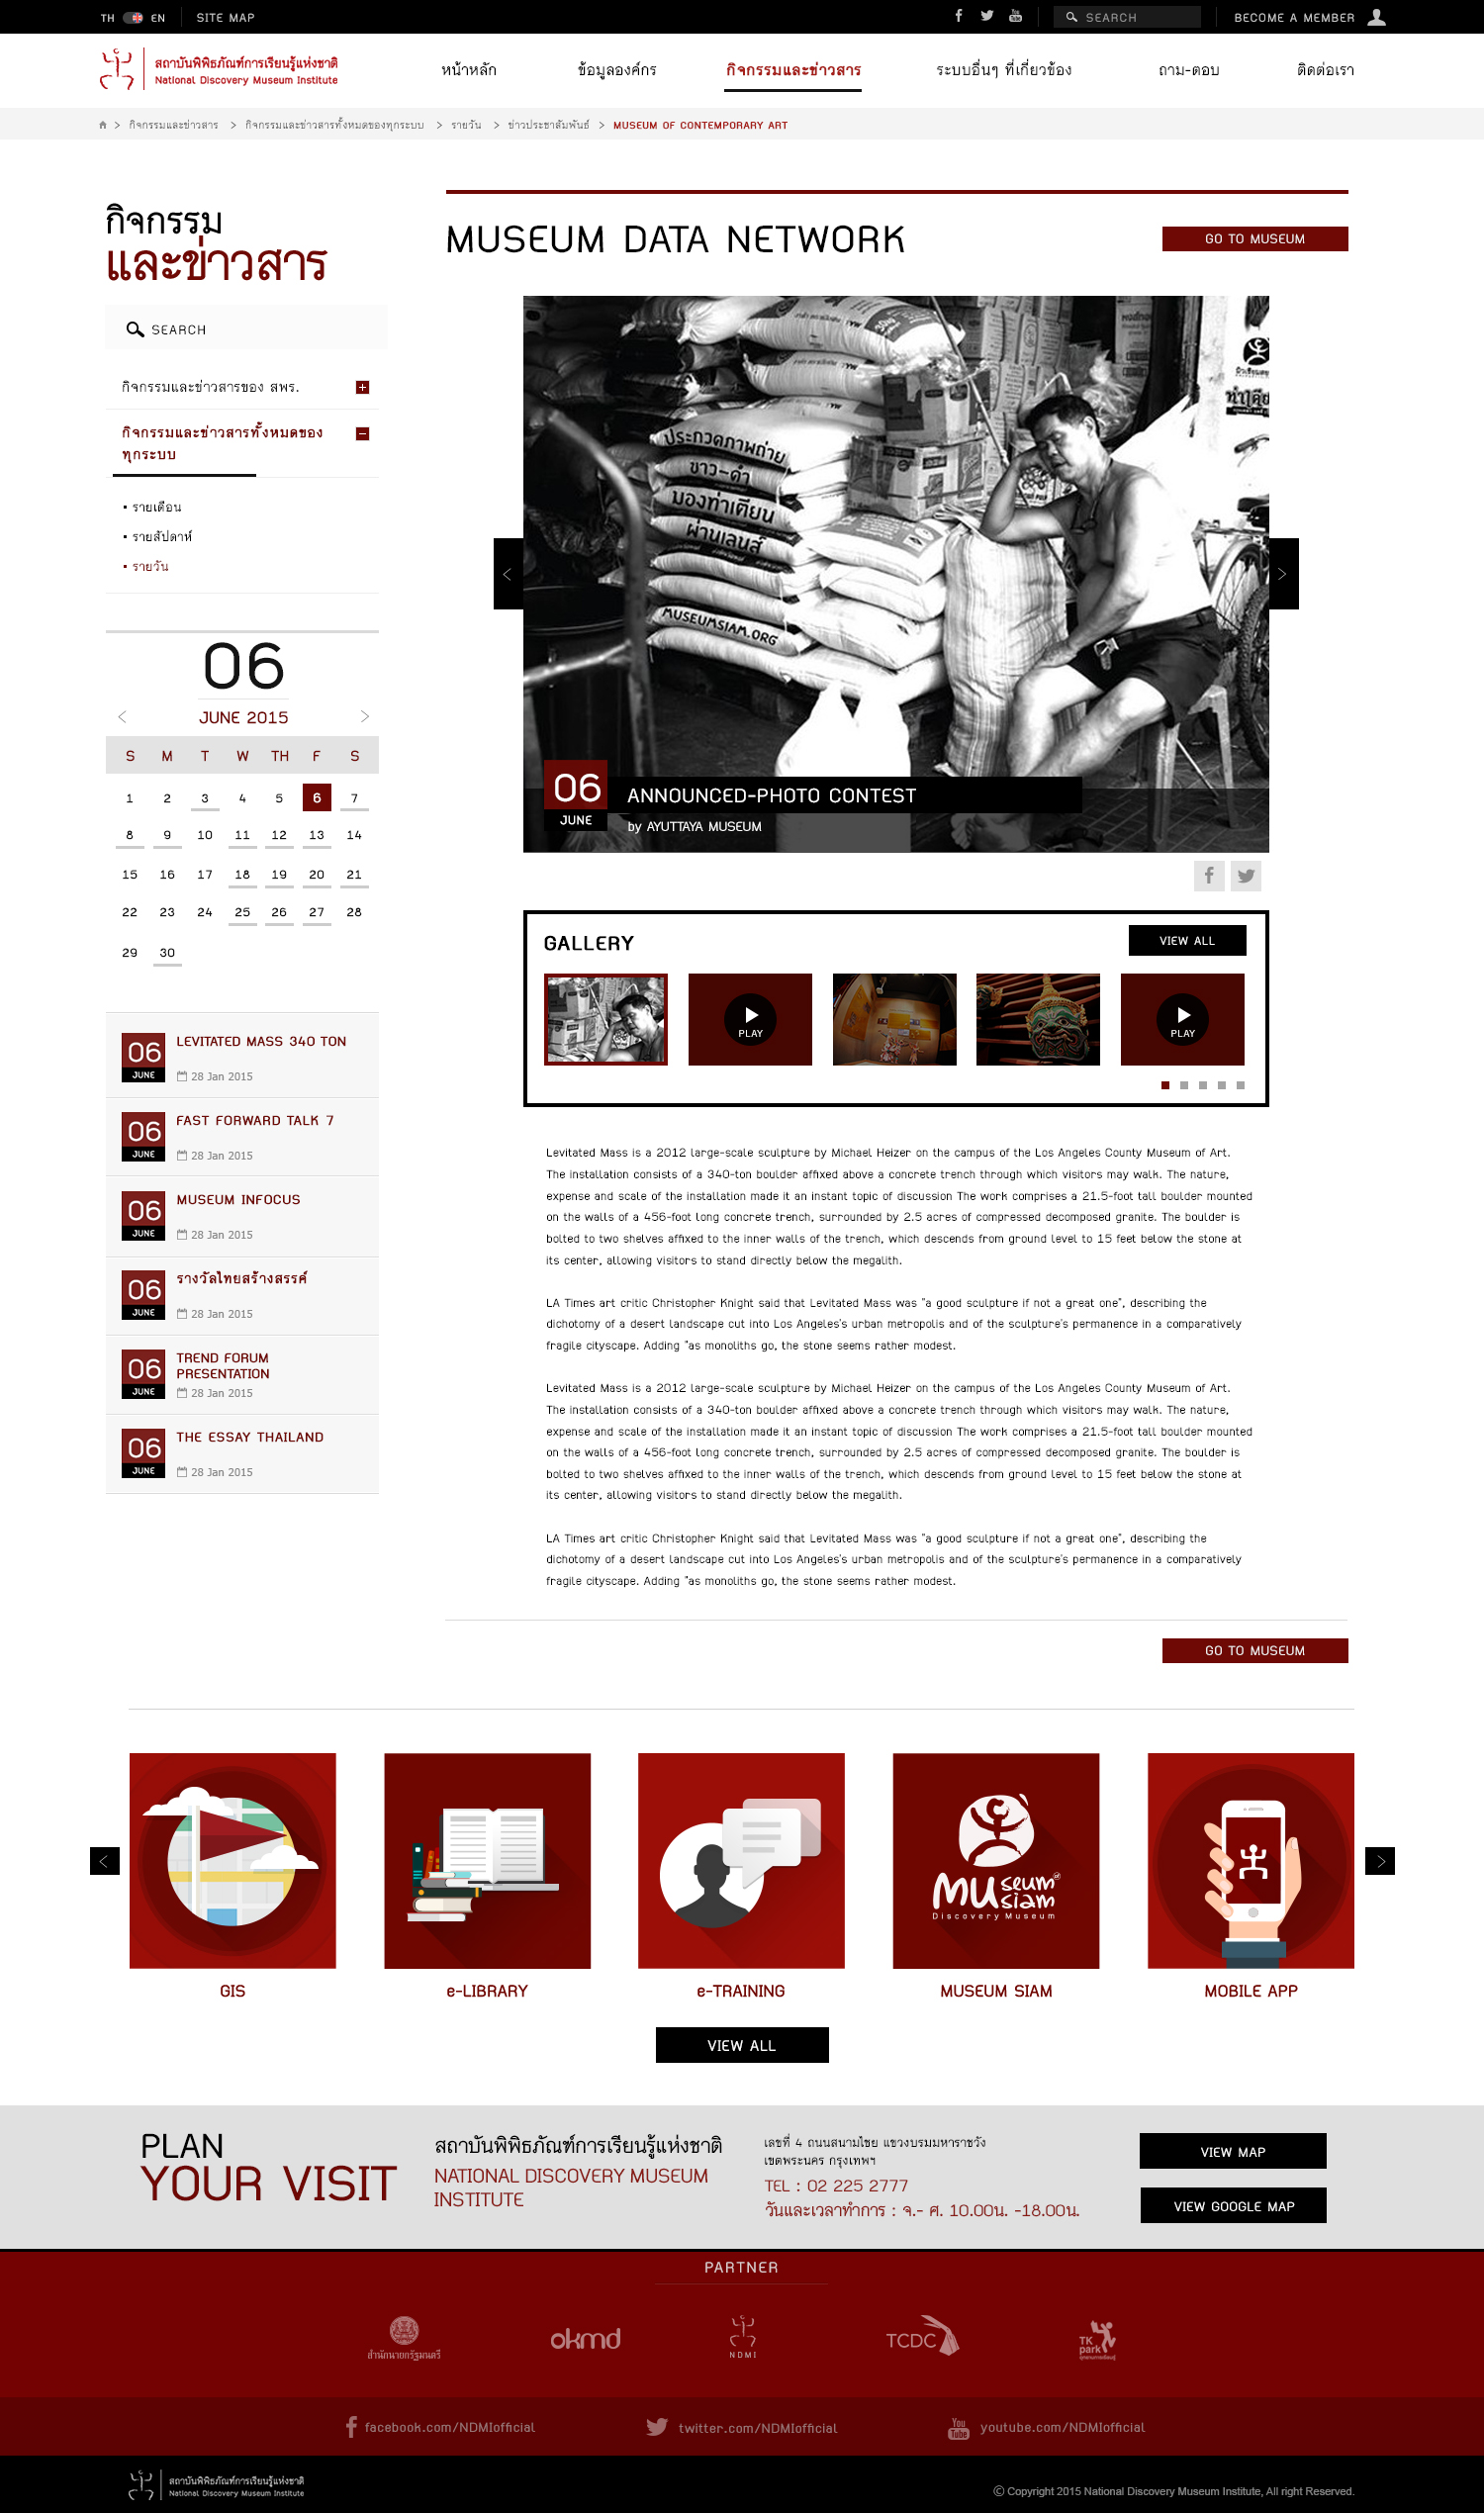 TH EN SITE MAP SEARCH BECOME A MEMBER
สถาบันพิพิธภัณฑ์การเรียนรู้แห่งชาติ
National Discovery Museum Institute
หน้าหลัก ข้อมูลองค์กร กิจกรรมและข่าวสาร ระบบอื่นๆ ที่เกี่ยวข้อง ถาม-ตอบ ติดต่อเรา
> กิจกรรมและข่าวสาร > กิจกรรมและข่าวสารทั้งหมดของทุกระบบ > รายวัน > ข่าวประชาสัมพันธ์ > MUSEUM OF CONTEMPORARY ART
กิจกรรม
และข่าวสาร
SEARCH
กิจกรรมและข่าวสารของ สพร.
กิจกรรมและข่าวสารทั้งหมดของ
ทุกระบบ
รายเดือน
รายสัปดาห์
รายวัน
06
JUNE 2015
S M T W TH F S
1 2 3 4 5 6 7
8 9 10 11 12 13 14
15 16 17 18 19 20 21
22 23 24 25 26 27 28
29 30
06 JUNE LEVITATED MASS 340 TON
28 Jan 2015
06 JUNE FAST FORWARD TALK 7
28 Jan 2015
06 JUNE MUSEUM INFOCUS
28 Jan 2015
06 JUNE รางวัลไทยสร้างสรรค์
28 Jan 2015
06 JUNE TREND FORUM
PRESENTATION
28 Jan 2015
06 JUNE THE ESSAY THAILAND
28 Jan 2015
MUSEUM DATA NETWORK
GO TO MUSEUM
ประกวดภาพถ่าย
ขาว-ดำ
มองท่าเตียน
ผ่านเลนส์
MUSEUMSIAM.ORG
06
JUNE
ANNOUNCED-PHOTO CONTEST
by AYUTTAYA MUSEUM
GALLERY
VIEW ALL
PLAY PLAY
Levitated Mass is a 2012 large-scale sculpture by Michael Heizer on the campus of the Los Angeles County Museum of Art.
The installation consists of a 340-ton boulder affixed above a concrete trench through which visitors may walk. The nature,
expense and scale of the installation made it an instant topic of discussion The work comprises a 21.5-foot tall boulder mounted
on the walls of a 456-foot long concrete trench, surrounded by 2.5 acres of compressed decomposed granite. The boulder is
bolted to two shelves affixed to the inner walls of the trench, which descends from ground level to 15 feet below the stone at
its center, allowing visitors to stand directly below the megalith.
LA Times art critic Christopher Knight said that Levitated Mass was "a good sculpture if not a great one", describing the
dichotomy of a desert landscape cut into Los Angeles's urban metropolis and of the sculpture's permanence in a comparatively
fragile cityscape. Adding "as monoliths go, the stone seems rather modest.
Levitated Mass is a 2012 large-scale sculpture by Michael Heizer on the campus of the Los Angeles County Museum of Art.
The installation consists of a 340-ton boulder affixed above a concrete trench through which visitors may walk. The nature,
expense and scale of the installation made it an instant topic of discussion The work comprises a 21.5-foot tall boulder mounted
on the walls of a 456-foot long concrete trench, surrounded by 2.5 acres of compressed decomposed granite. The boulder is
bolted to two shelves affixed to the inner walls of the trench, which descends from ground level to 15 feet below the stone at
its center, allowing visitors to stand directly below the megalith.
LA Times art critic Christopher Knight said that Levitated Mass was "a good sculpture if not a great one", describing the
dichotomy of a desert landscape cut into Los Angeles's urban metropolis and of the sculpture's permanence in a comparatively
fragile cityscape. Adding "as monoliths go, the stone seems rather modest.
GO TO MUSEUM
Museum
Siam
Discovery Museum
GIS e-LIBRARY e-TRAINING MUSEUM SIAM MOBILE APP
VIEW ALL
PLAN
YOUR VISIT
สถาบันพิพิธภัณฑ์การเรียนรู้แห่งชาติ
NATIONAL DISCOVERY MUSEUM
INSTITUTE
เลขที่ 4 ถนนสนามไชย แขวงบรมมหาราชวัง
เขตพระนคร กรุงเทพฯ
TEL : 02 225 2777
วันและเวลาทำการ : จ.- ศ. 10.00น. -18.00น.
VIEW MAP
VIEW GOOGLE MAP
PARTNER
สำนักนายกรัฐมนตรี okmd NDMI TCDC TK park
facebook.com/NDMIofficial twitter.com/NDMIofficial You Tube youtube.com/NDMIofficial
สถาบันพิพิธภัณฑ์การเรียนรู้แห่งชาติ
National Discovery Museum Institute
© Copyright 2015 National Discovery Museum Institute, All right Reserved.